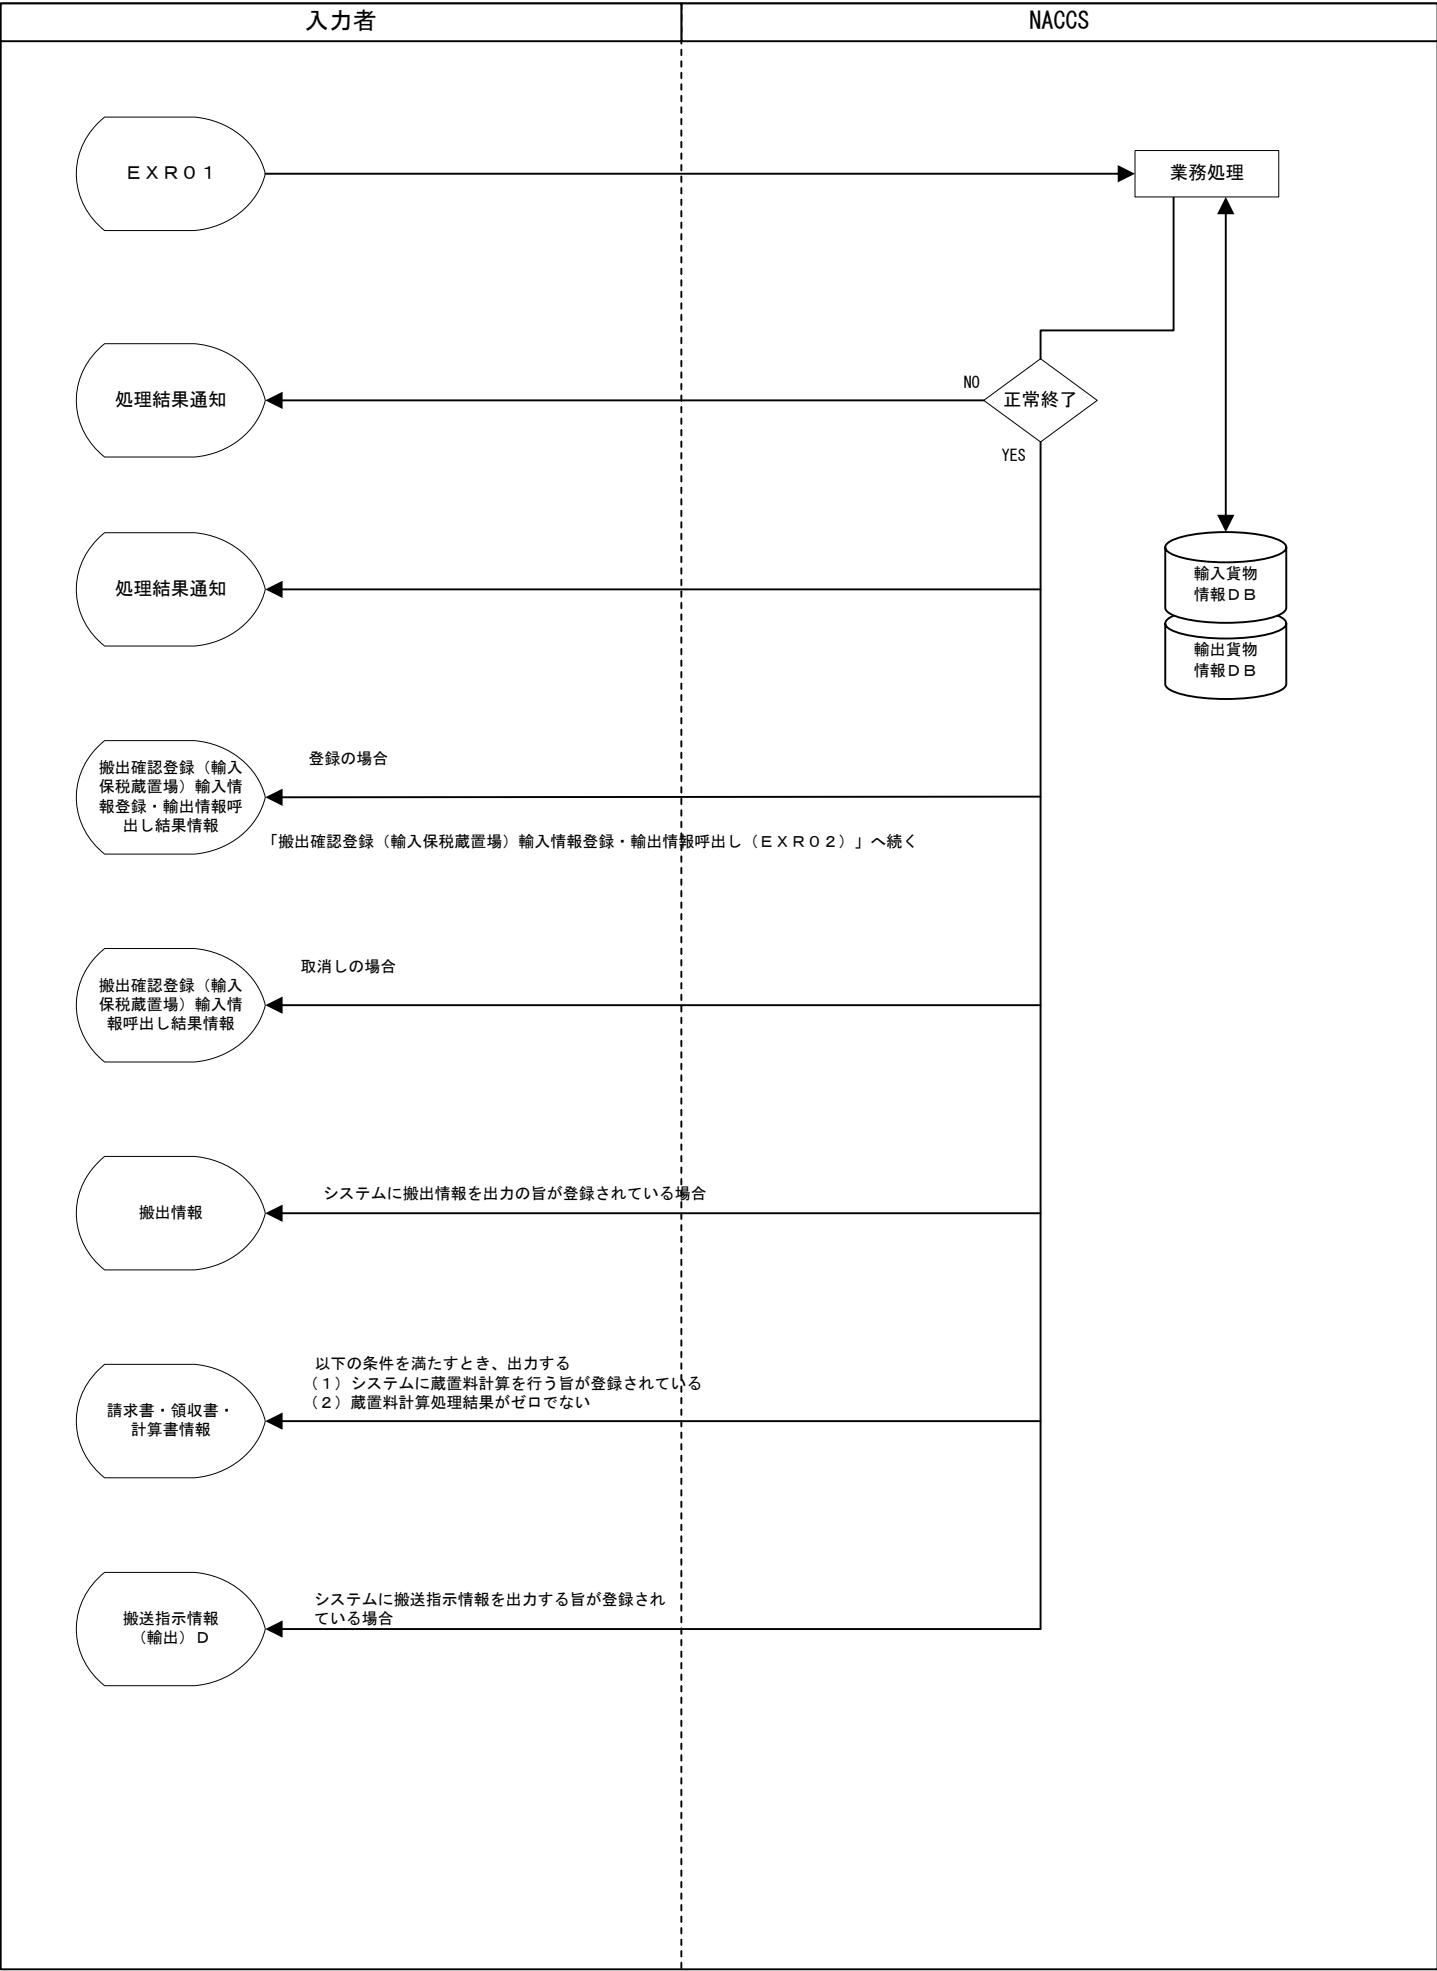 入力者
NACCS
ＥＸＲ０１
業務処理
処理結果通知
NO
正常終了
YES
処理結果通知
輸入貨物
情報ＤＢ
輸出貨物
情報ＤＢ
搬出確認登録（輸入
保税蔵置場）輸入情
報登録・輸出情報呼
出し結果情報
登録の場合
「搬出確認登録（輸入保税蔵置場）輸入情報登録・輸出情報呼出し（ＥＸＲ０２）」へ続く
搬出確認登録（輸入
保税蔵置場）輸入情
報呼出し結果情報
取消しの場合
搬出情報
システムに搬出情報を出力の旨が登録されている場合
請求書・領収書・
計算書情報
以下の条件を満たすとき、出力する
（１）システムに蔵置料計算を行う旨が登録されている
（２）蔵置料計算処理結果がゼロでない
搬送指示情報
（輸出）Ｄ
システムに搬送指示情報を出力する旨が登録され
ている場合